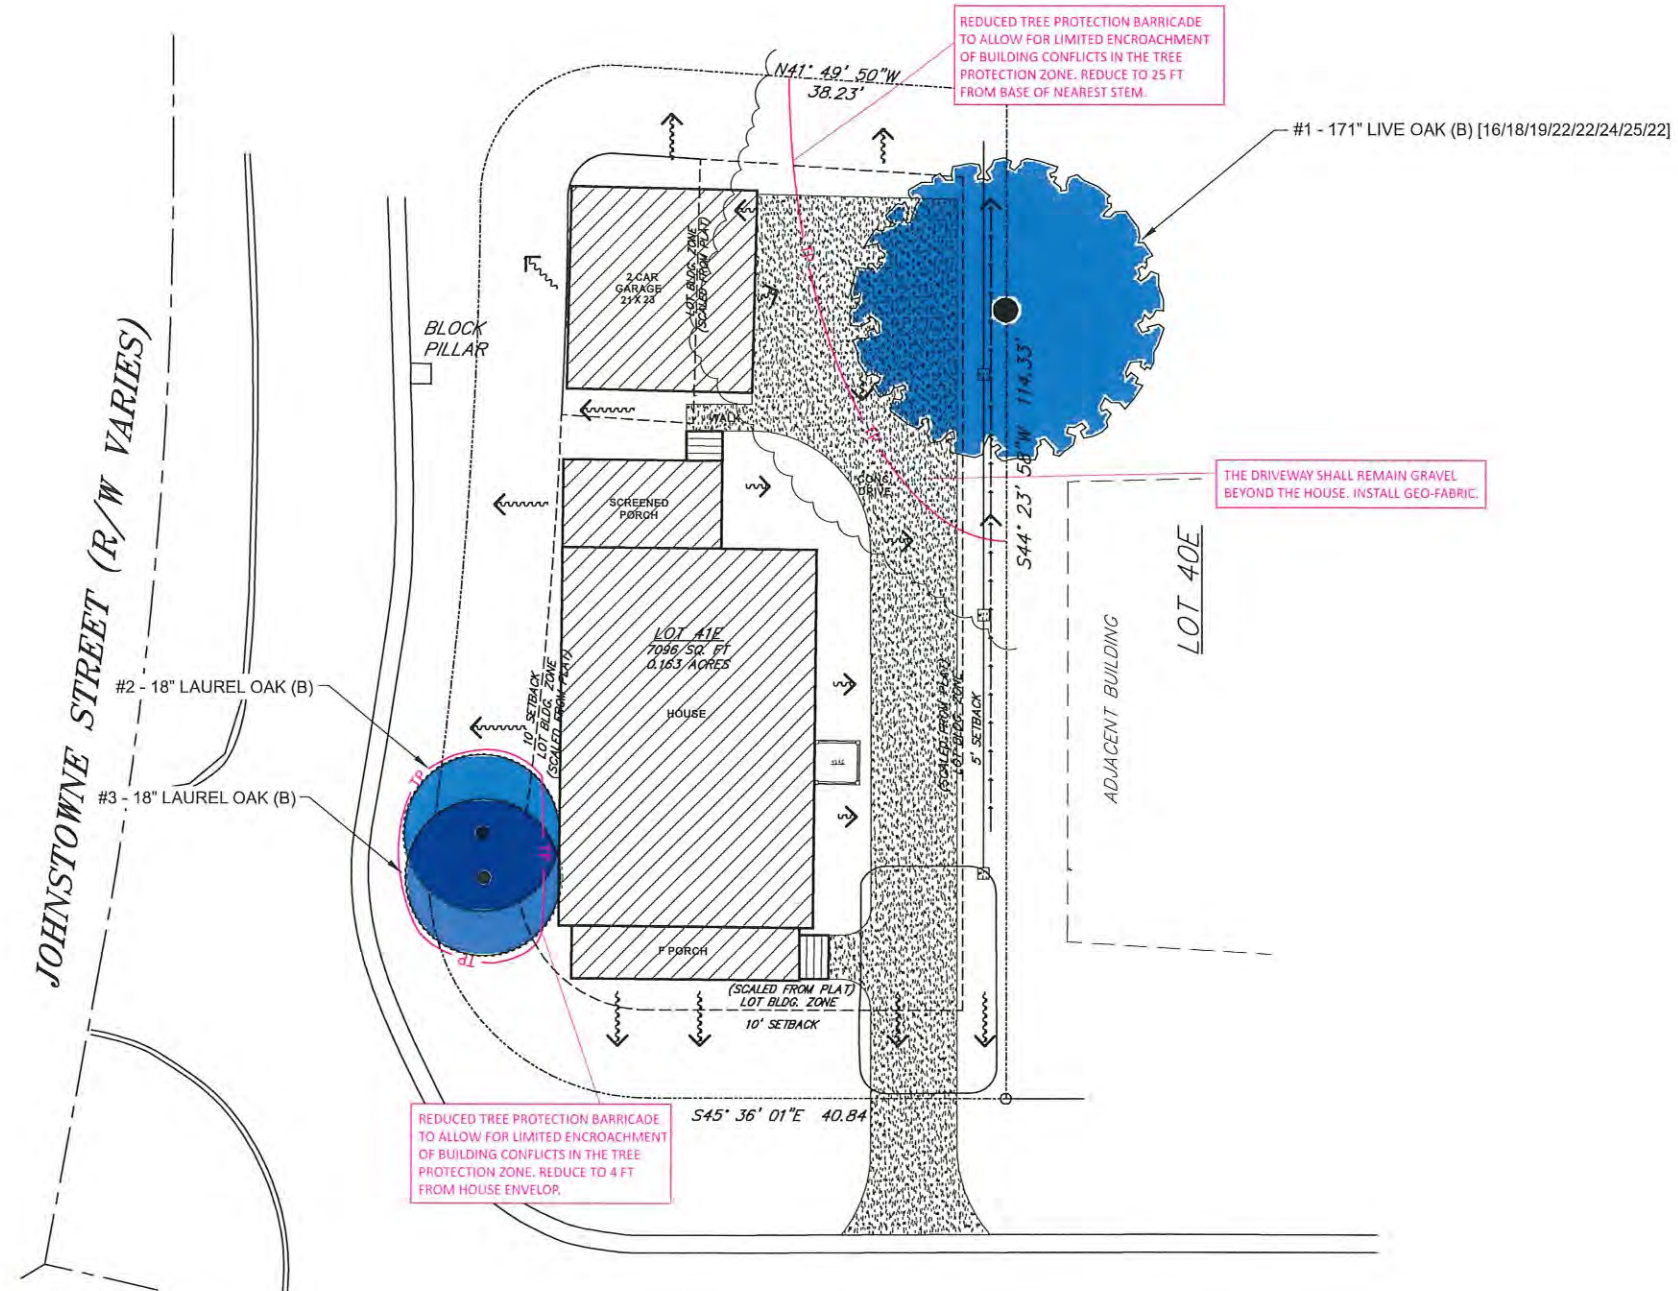 REDUCED TREE PROTECTION BARRICADE
TO ALLOW FOR LIMITED ENCROACHMENT
OF BUILDING CONFLICTS IN THE TREE
PROTECTION ZONE. REDUCE TO 25 FT
FROM BASE OF NEAREST STEM.
N41° 49' 50"W
38.23'
#1 - 171" LIVE OAK (B) [16/18/19/22/22/24/25/22]
LOT BLDG. ZONE
(SCALED FROM PLAT)
2 CAR
GARAGE
21 X 23
TP
BLOCK
PILLAR
JOHNSTOWNE STREET (R/W VARIES)
S44° 23' 58"W 114.33'
WALK
TP
THE DRIVEWAY SHALL REMAIN GRAVEL
BEYOND THE HOUSE. INSTALL GEO-FABRIC.
CONC.
DRIVE
SCREENED
PORCH
LOT 40E
ADJACENT BUILDING
LOT 41E
7096 SQ. FT
0.163 ACRES
HOUSE
#2 - 18" LAUREL OAK (B)
10' SETBACK
LOT BLDG. ZONE
(SCALED FROM PLAT)
(SCALED FROM PLAT)
LOT BLDG. ZONE
5' SETBACK
TP
#3 - 18" LAUREL OAK (B)
TP
TP
F PORCH
(SCALED FROM PLAT)
LOT BLDG. ZONE
10' SETBACK
REDUCED TREE PROTECTION BARRICADE
TO ALLOW FOR LIMITED ENCROACHMENT
OF BUILDING CONFLICTS IN THE TREE
PROTECTION ZONE. REDUCE TO 4 FT
FROM HOUSE ENVELOP.
S45° 36' 01"E 40.84